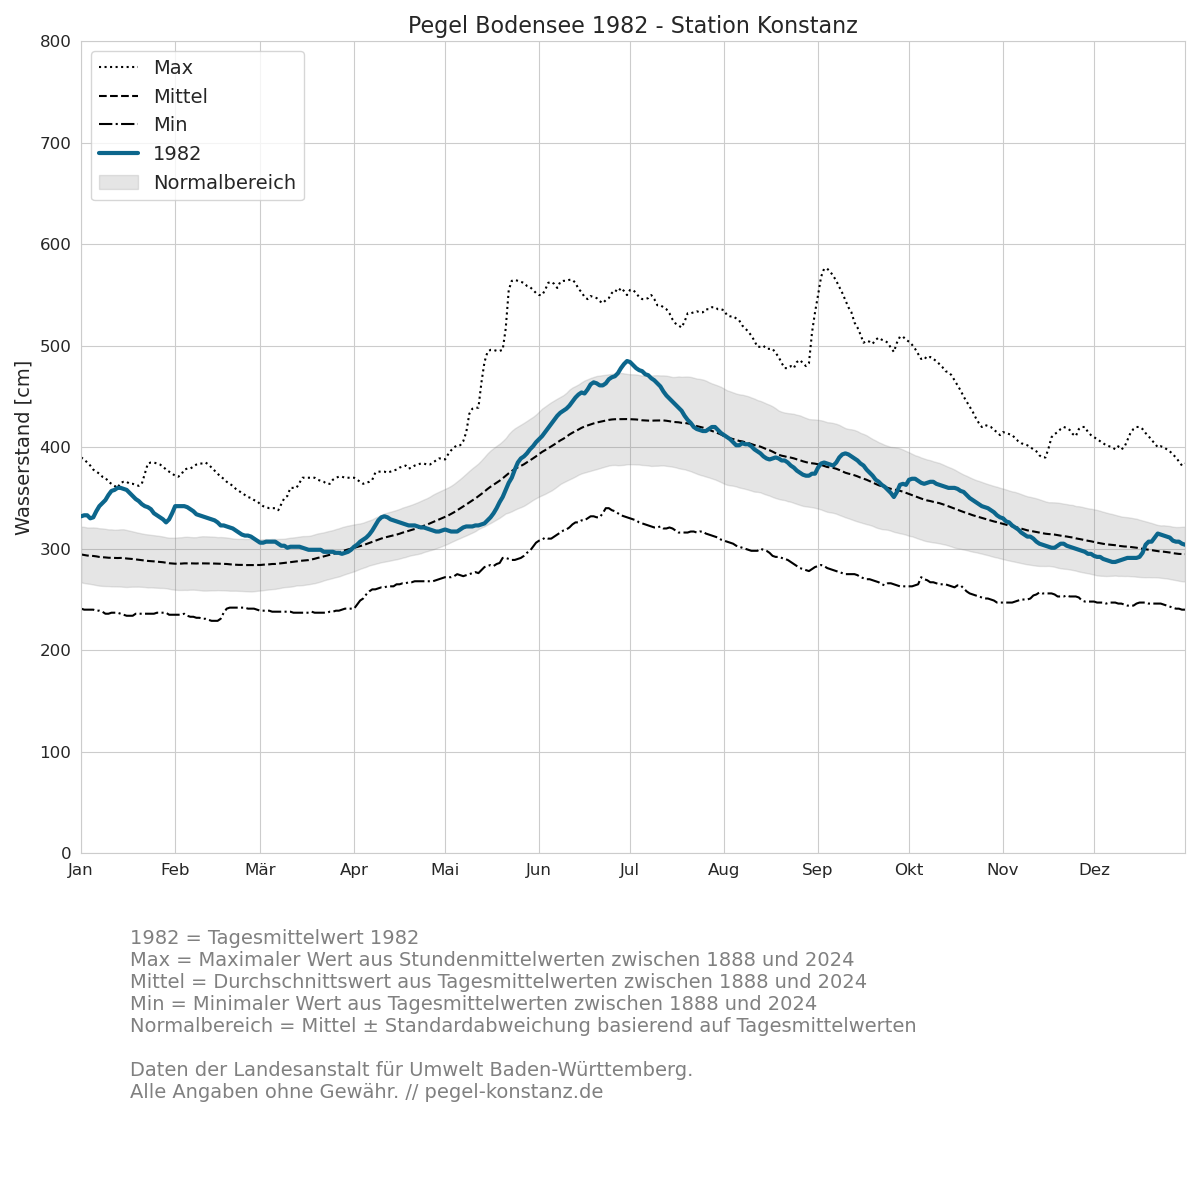 Pegel Bodensee 1982 - Station Konstanz
800
700
600
500
400
300
200
100
0
Wasserstand [cm]
Max
Mittel
Min
1982
Normalbereich
Jan Feb Mär Apr Mai Jun Jul Aug Sep Okt Nov Dez
1982 = Tagesmittelwert 1982
Max = Maximaler Wert aus Stundenmittelwerten zwischen 1888 und 2024
Mittel = Durchschnittswert aus Tagesmittelwerten zwischen 1888 und 2024
Min = Minimaler Wert aus Tagesmittelwerten zwischen 1888 und 2024
Normalbereich = Mittel ± Standardabweichung basierend auf Tagesmittelwerten
Daten der Landesanstalt für Umwelt Baden-Württemberg.
Alle Angaben ohne Gewähr. // pegel-konstanz.de